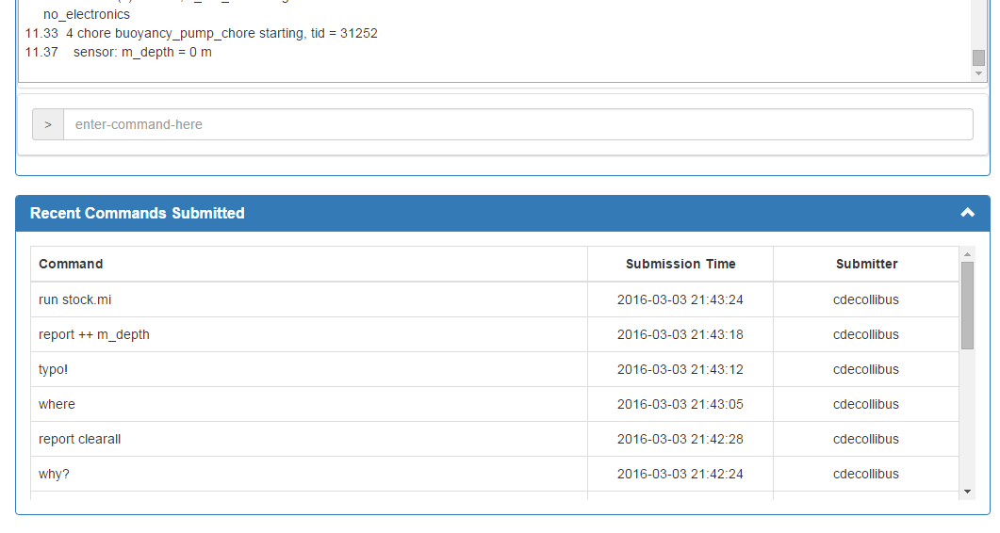 no_electronics
11.33 4 chore buoyancy_pump_chore starting, tid = 31252
11.37 sensor: m_depth = 0 m
> enter-command-here
Recent Commands Submitted
Command Submission Time Submitter
run stock.mi 2016-03-03 21:43:24 cdecollibus
report ++ m_depth 2016-03-03 21:43:18 cdecollibus
typo! 2016-03-03 21:43:12 cdecollibus
where 2016-03-03 21:43:05 cdecollibus
report clearall 2016-03-03 21:42:28 cdecollibus
why? 2016-03-03 21:42:24 cdecollibus